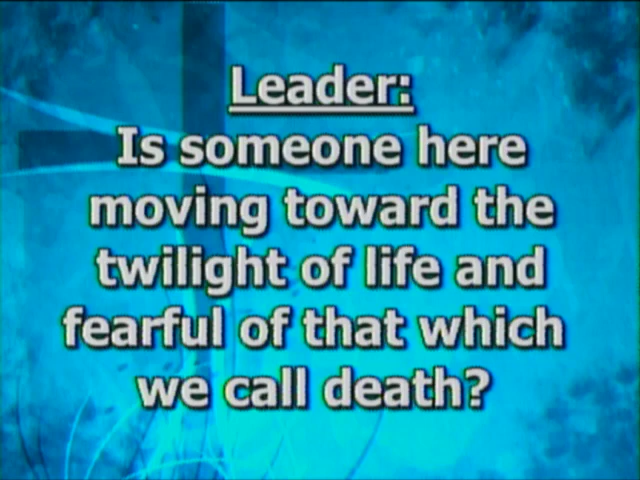 Leader:
Is someone here
moving toward the
twilight of life and
fearful of that which
we call death?